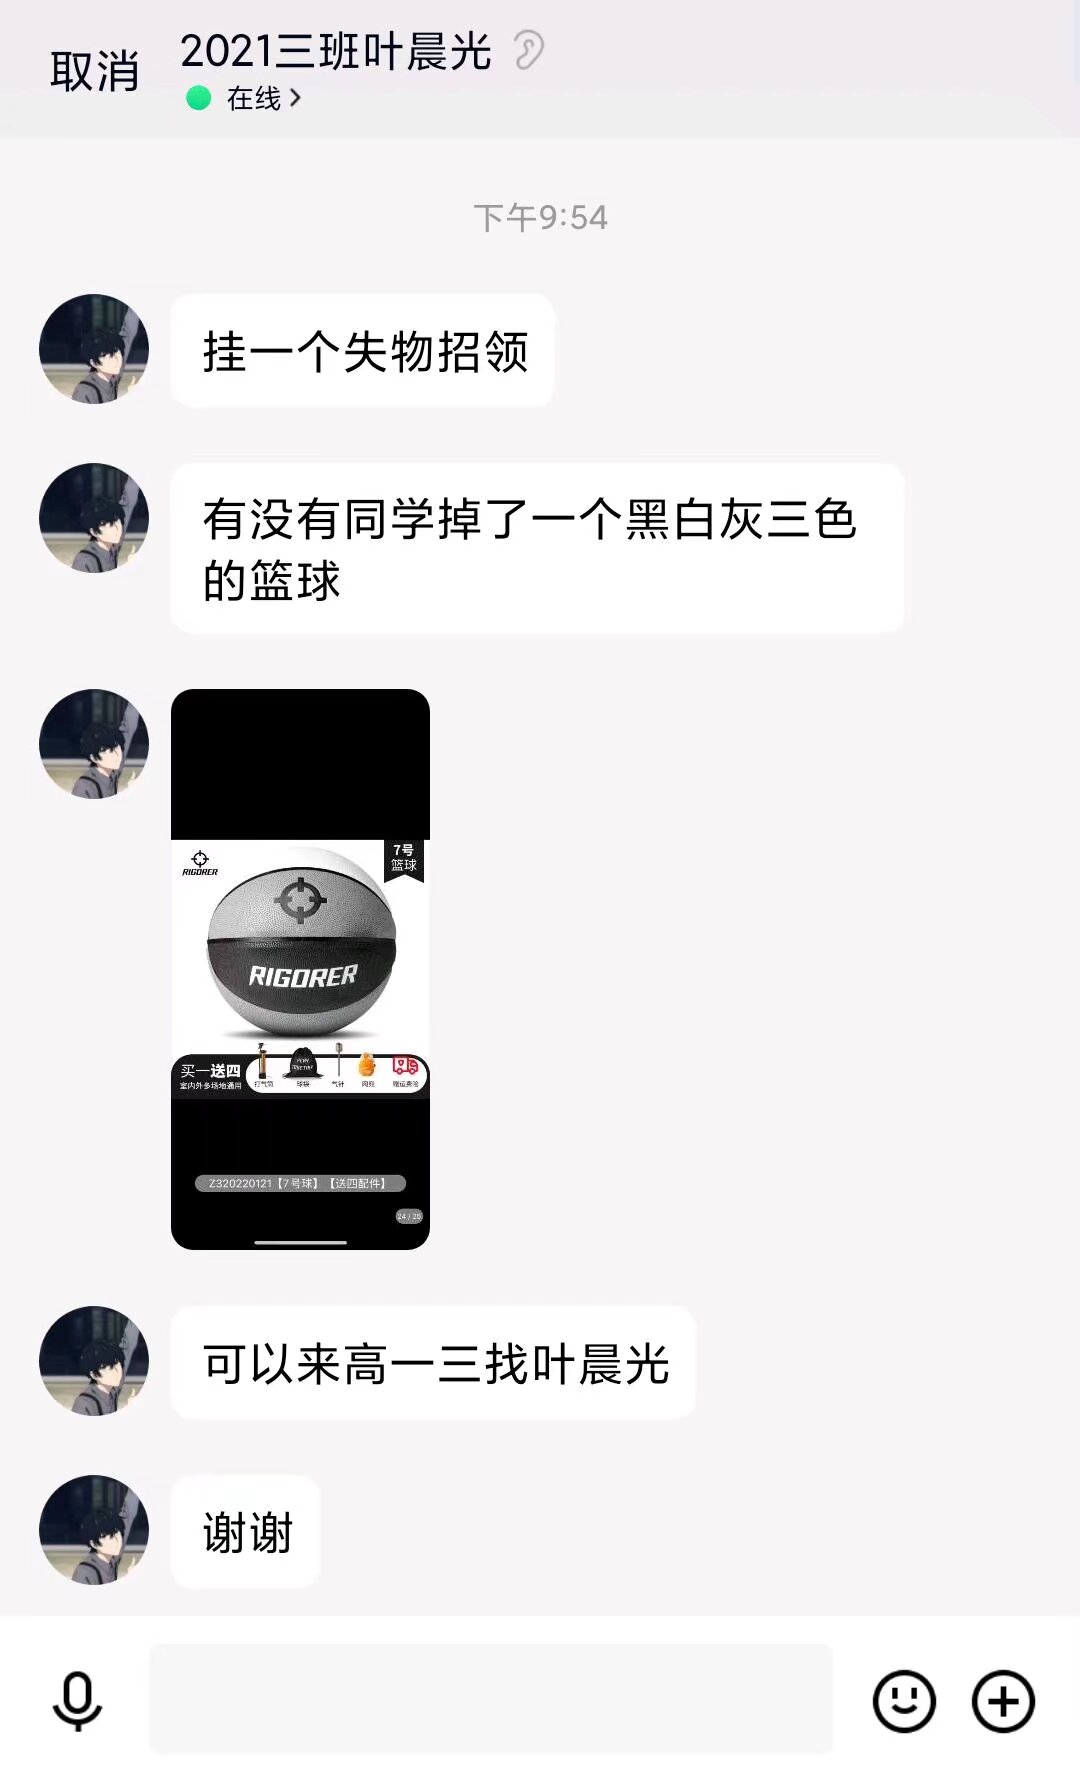 取消
2021三班叶晨光
在线
下午9:54
挂一个失物招领
有没有同学掉了一个黑白灰三色
的篮球
RIGORER
7号
篮球
RIGORER
买一送四
室内外多场地通用
打气筒
球袋
气针
网兜
赠运费险
Z320220121【7号球】【送四配件】
24 / 25
可以来高一三找叶晨光
谢谢